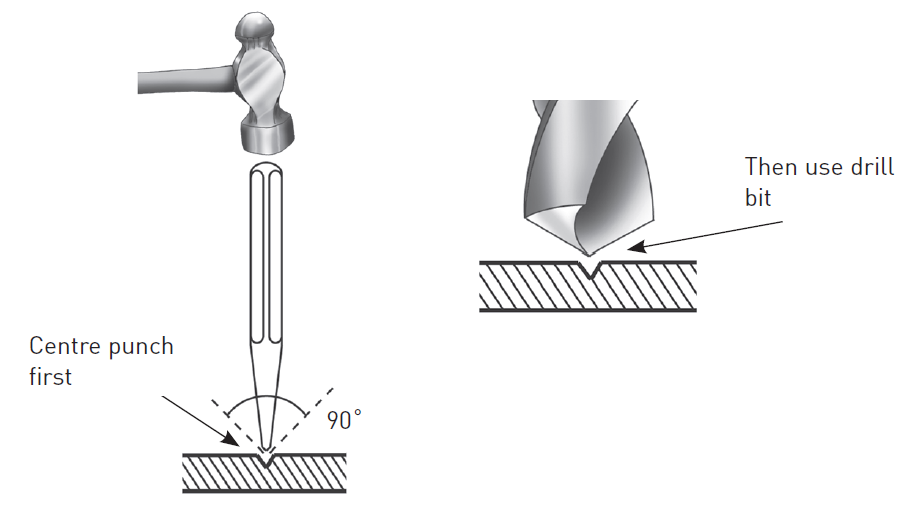 Centre punch
first
90°
Then use drill
bit